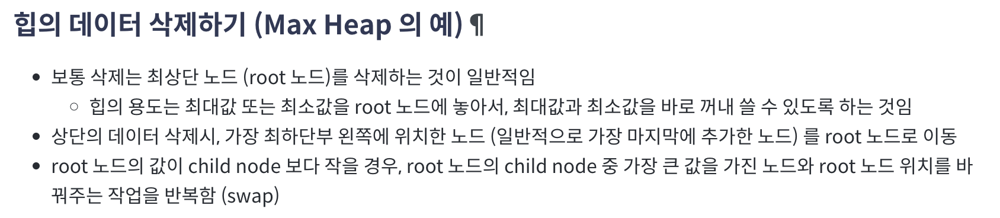 힙의 데이터 삭제하기 (Max Heap 의 예) ¶
• 보통 삭제는 최상단 노드 (root 노드)를 삭제하는 것이 일반적임
◦ 힙의 용도는 최대값 또는 최소값을 root 노드에 놓아서, 최대값과 최소값을 바로 꺼내 쓸 수 있도록 하는 것임
• 상단의 데이터 삭제시, 가장 최하단부 왼쪽에 위치한 노드 (일반적으로 가장 마지막에 추가한 노드) 를 root 노드로 이동
• root 노드의 값이 child node 보다 작을 경우, root 노드의 child node 중 가장 큰 값을 가진 노드와 root 노드 위치를 바
꿔주는 작업을 반복함 (swap)